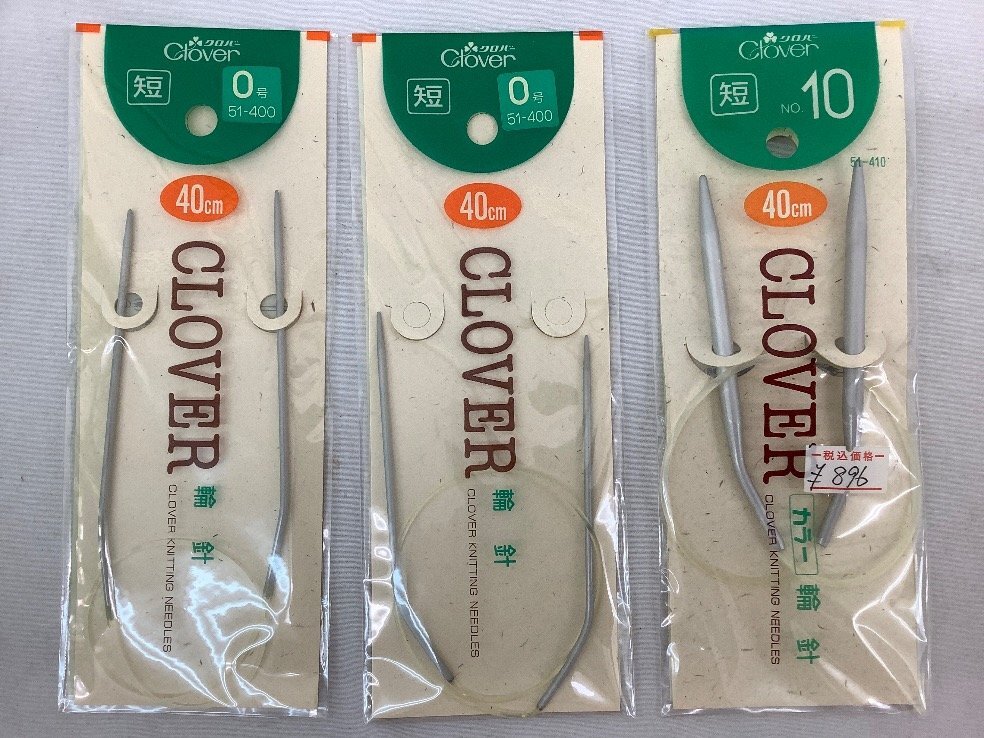 クロバー
Clover
短
0号
51-400
40cm
CLOVER
輪針
CLOVER KNITTING NEEDLES
クロバー
Clover
短
0号
51-400
40cm
CLOVER
輪針
CLOVER KNITTING NEEDLES
クロバー
Clover
短
NO. 10
51-410
40cm
CLOVER
カラー 輪針
CLOVER KNITTING NEEDLES
税込価格
¥896